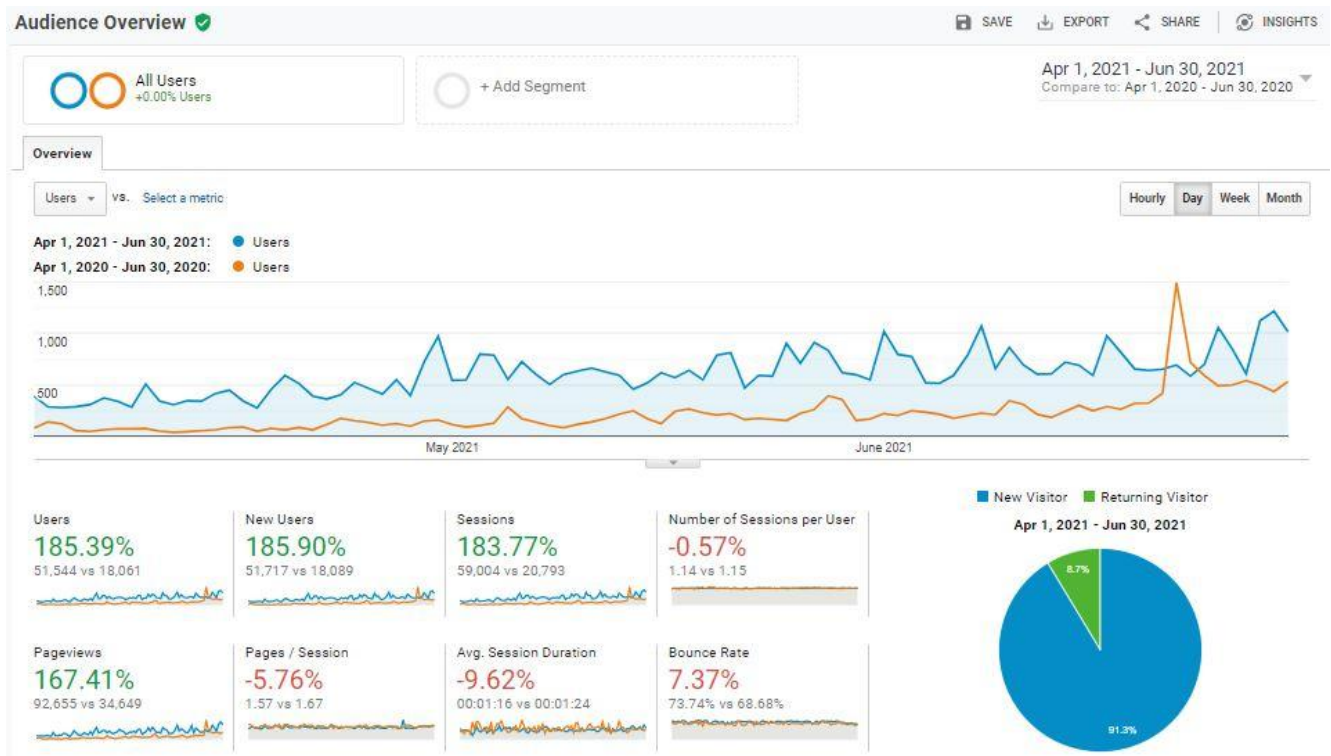 Audience Overview
SAVE EXPORT SHARE INSIGHTS
All Users
+0.00% Users
+ Add Segment
Apr 1, 2021 - Jun 30, 2021
Compare to: Apr 1, 2020 - Jun 30, 2020
Overview
Users VS. Select a metric
Hourly Day Week Month
Apr 1, 2021 - Jun 30, 2021: Users
Apr 1, 2020 - Jun 30, 2020: Users
1,500
1,000
500
May 2021 June 2021
New Visitor Returning Visitor
Apr 1, 2021 - Jun 30, 2021
8.7%
91.3%
Users
185.39%
51,544 vs 18,061
New Users
185.90%
51,717 vs 18,089
Sessions
183.77%
59,004 vs 20,793
Number of Sessions per User
-0.57%
1.14 vs 1.15
Pageviews
167.41%
92,655 vs 34,649
Pages / Session
-5.76%
1.57 vs 1.67
Avg. Session Duration
-9.62%
00:01:16 vs 00:01:24
Bounce Rate
7.37%
73.74% vs 68.68%